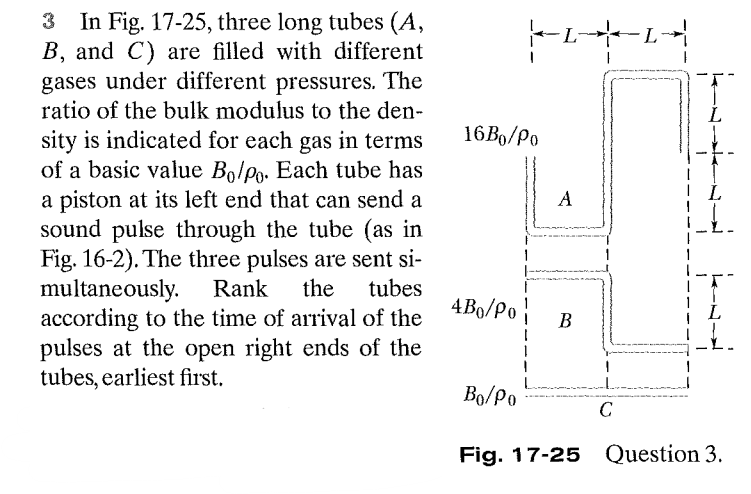 3 In Fig. 17-25, three long tubes (A,
B, and C) are filled with different
gases under different pressures. The
ratio of the bulk modulus to the den-
sity is indicated for each gas in terms
of a basic value B₀/ρ₀. Each tube has
a piston at its left end that can send a
sound pulse through the tube (as in
Fig. 16-2). The three pulses are sent si-
multaneously. Rank the tubes
according to the time of arrival of the
pulses at the open right ends of the
tubes, earliest first.
L L
L
16B₀/ρ₀
A
L
4B₀/ρ₀
B
L
B₀/ρ₀
C
Fig. 17-25 Question 3.